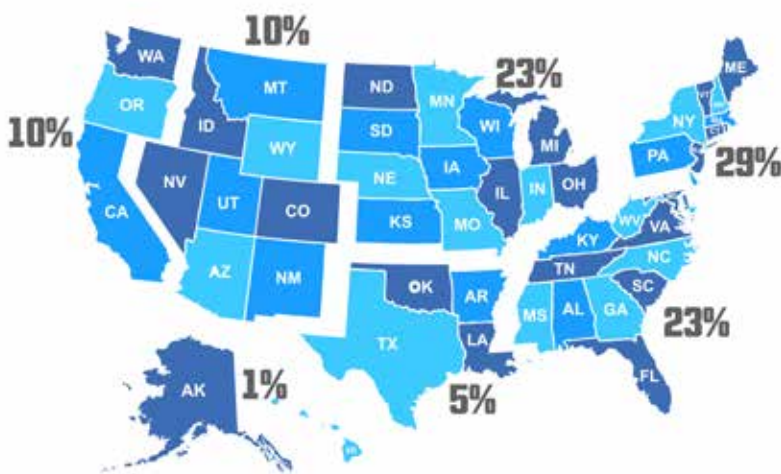 10%
WA
MT
ND
23%
ME
OR
MN
VT
ID
SD
WI
NY
10%
WY
MI
PA
29%
NV
NE
IA
IL
IN
OH
CA
UT
CO
KS
MO
WV
VA
KY
AZ
NM
OK
AR
TN
NC
SC
MS
AL
GA
23%
TX
LA
AK
1%
5%
FL
HI